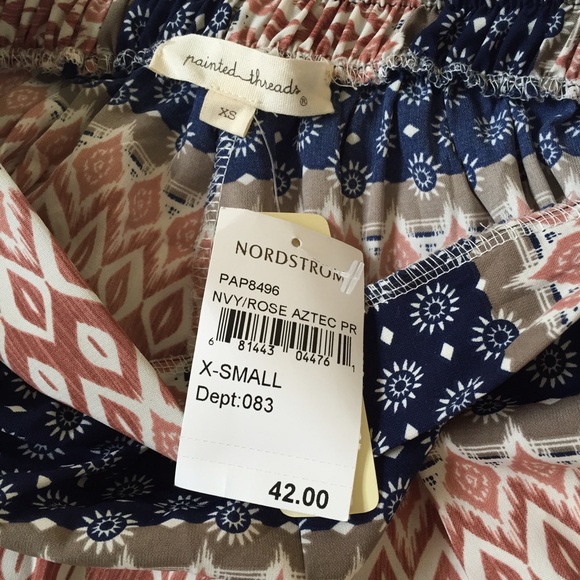 painted threads
®
XS
NORDSTROM
PAP8496
NVY/ROSE AZTEC PR
6 81443 04476 1
X-SMALL
Dept:083
42.00